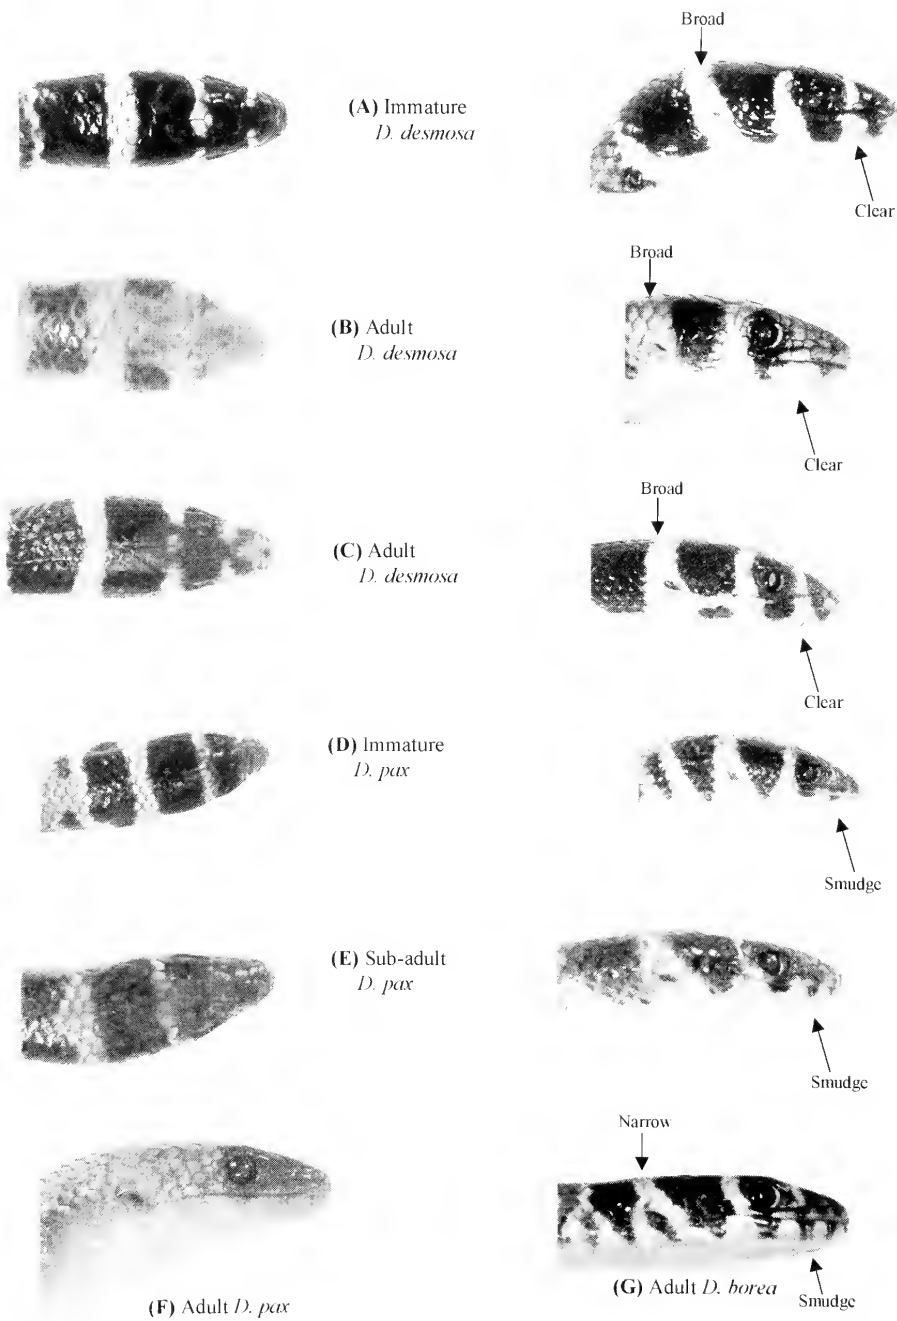 Broad
(A) Immature
D. desmosa
Clear
Broad
(B) Adult
D. desmosa
Clear
Broad
(C) Adult
D. desmosa
Clear
(D) Immature
D. pax
Smudge
(E) Sub-adult
D. pax
Smudge
Narrow
(G) Adult D. borea
Smudge
(F) Adult D. pax